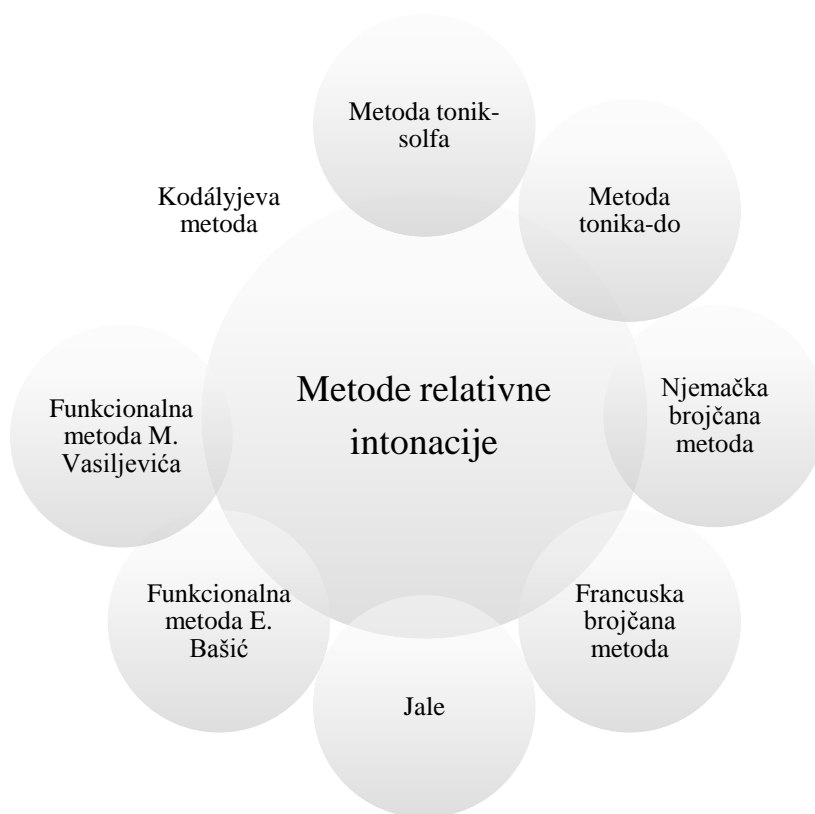 Metoda tonik-
solfa
Metoda
tonika-do
Njemačka
brojčana
metoda
Francuska
brojčana
metoda
Jale
Funkcionalna
metoda E.
Bašić
Funkcionalna
metoda M.
Vasiljevića
Kodályjeva
metoda
Metode relativne
intonacije